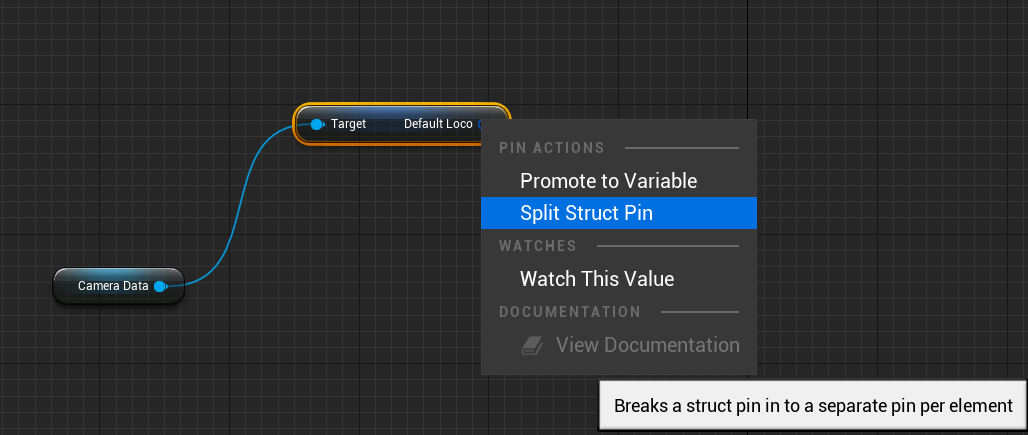 Target
Default Loco
PIN ACTIONS
Promote to Variable
Split Struct Pin
WATCHES
Camera Data
Watch This Value
DOCUMENTATION
View Documentation
Breaks a struct pin in to a separate pin per element